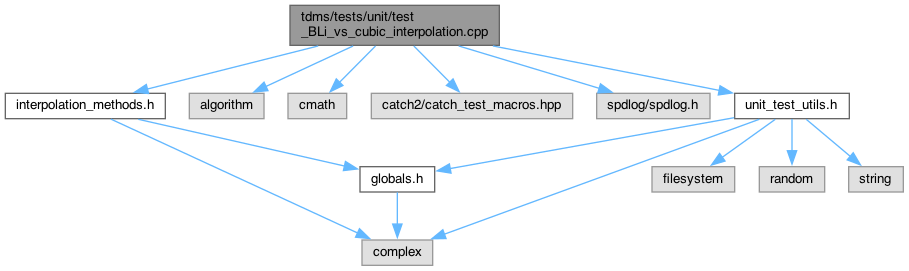 tdms/tests/unit/test
_BLi_vs_cubic_interpolation.cpp
interpolation_methods.h
algorithm
cmath
catch2/catch_test_macros.hpp
spdlog/spdlog.h
unit_test_utils.h
globals.h
filesystem
random
string
complex